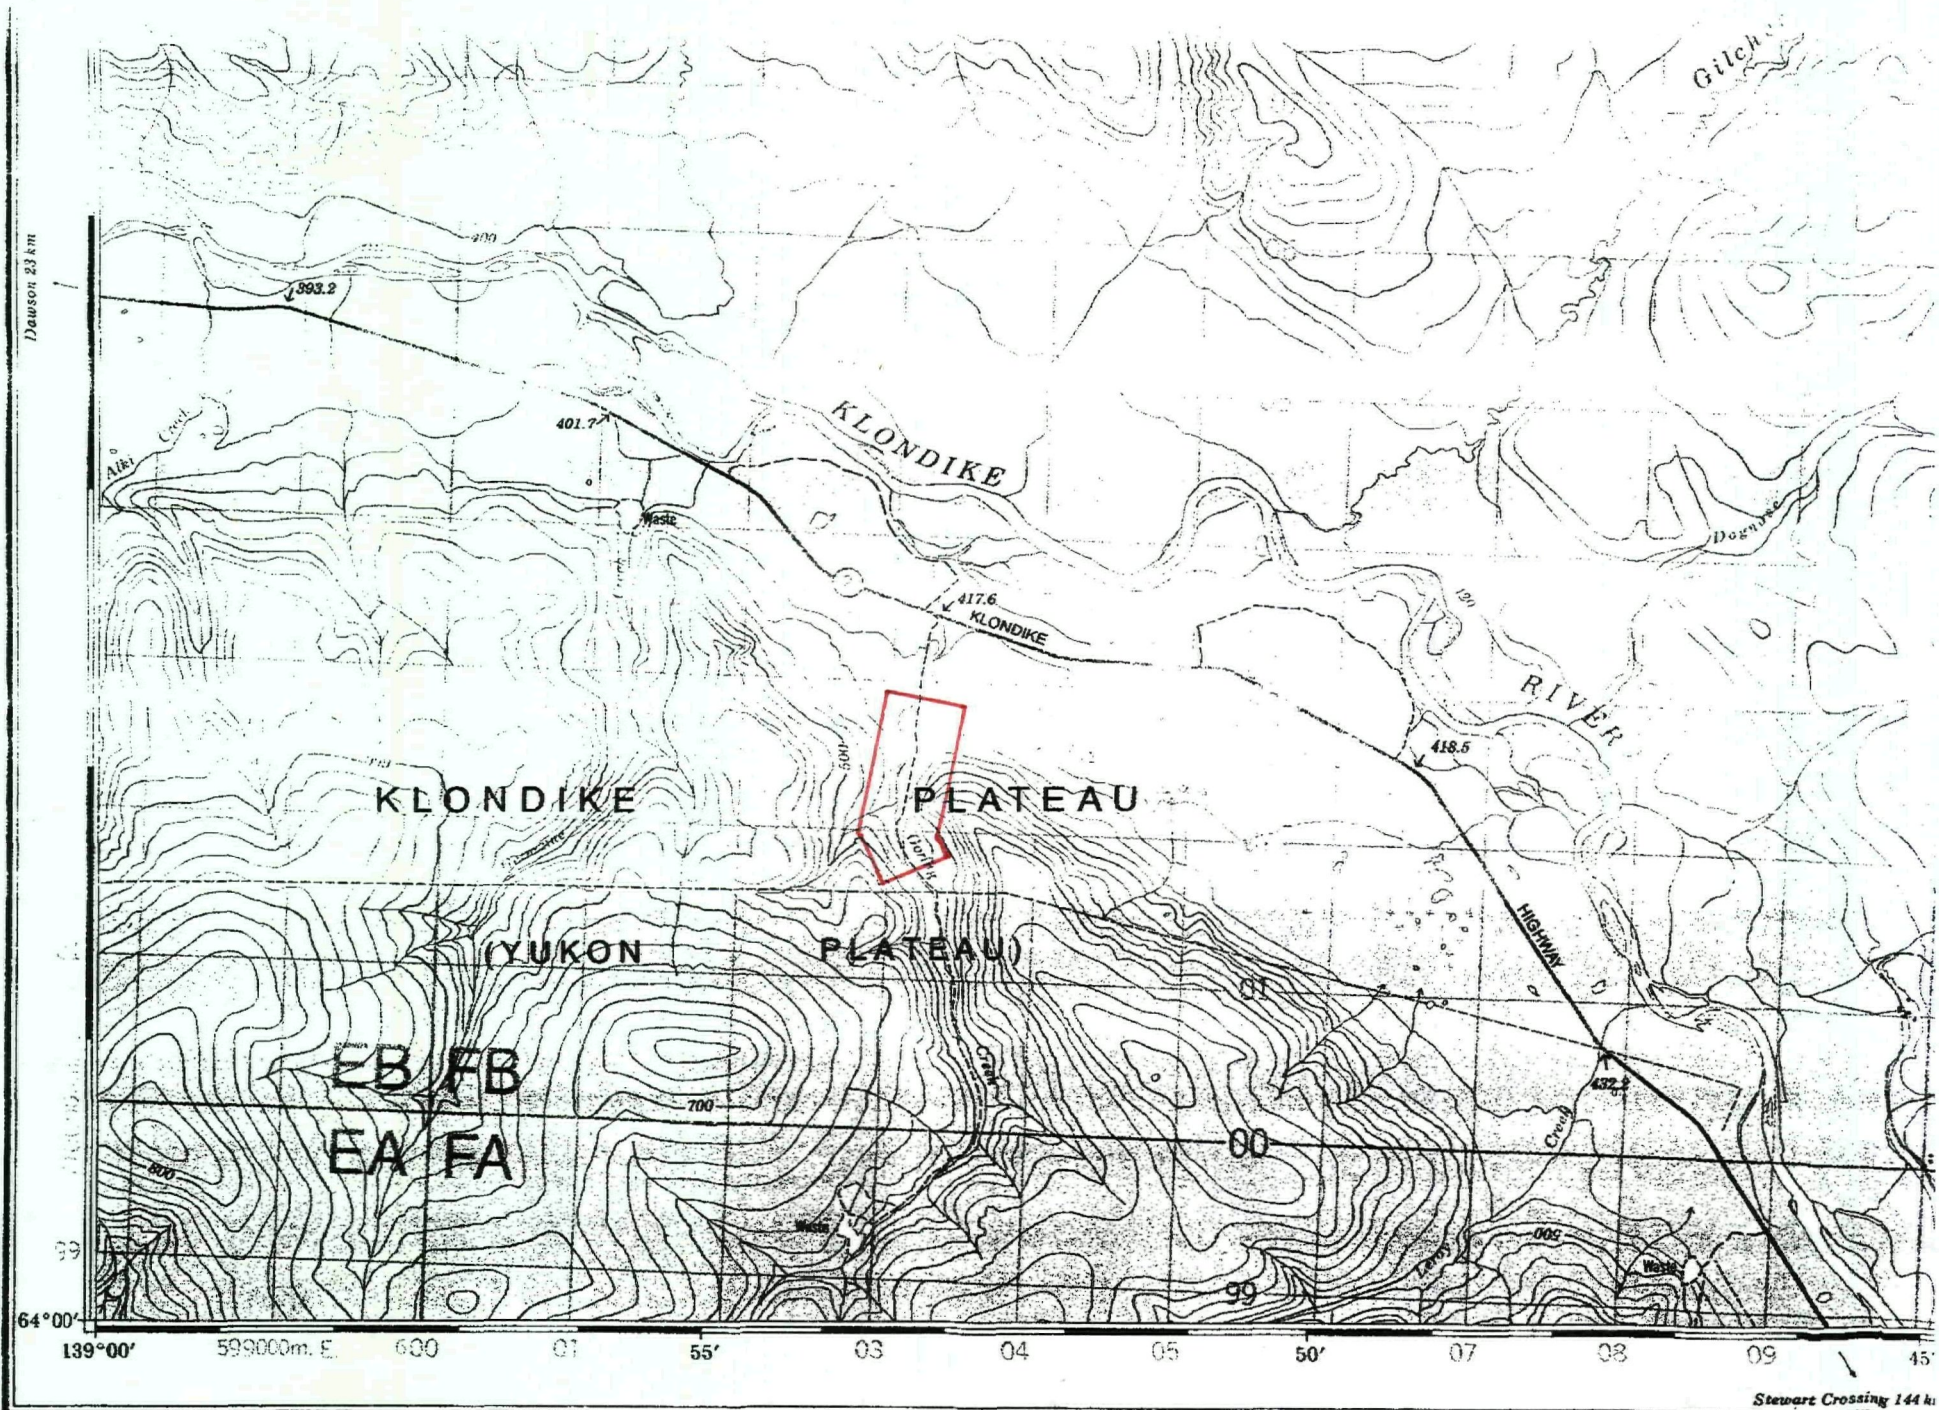 Gilch
Dawson 23 km
400
393.2
401.7
KLONDIKE
Alki
Creek
Waste
Dognose
120
2
417.6
KLONDIKE
RIVER
418.5
500
KLONDIKE PLATEAU
HIGHWAY
(YUKON PLATEAU)
01
EB FB
Creek
432.2
700
Creek
EA FA
00
800
Waste
500
Waste
99
99
64°00'
139°00'
599000m. E.
600
01
55'
03
04
05
50'
07
08
09
45'
Stewart Crossing 144 k